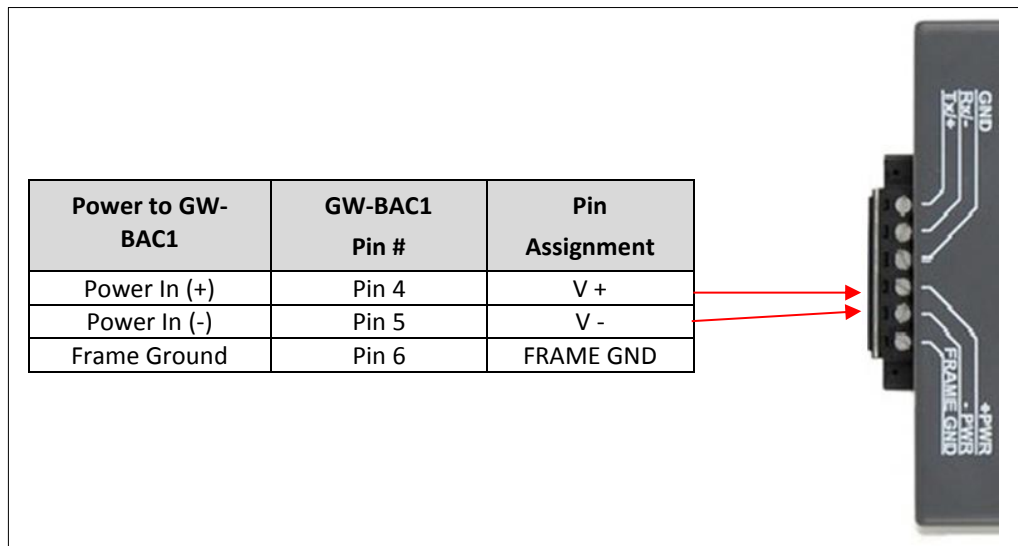 Power to GW-BAC1 GW-BAC1 Pin # Pin Assignment
Power In (+) Pin 4 V +
Power In (-) Pin 5 V -
Frame Ground Pin 6 FRAME GND
Tx/+
Rx/-
GND
FRAME GND
- PWR
+PWR